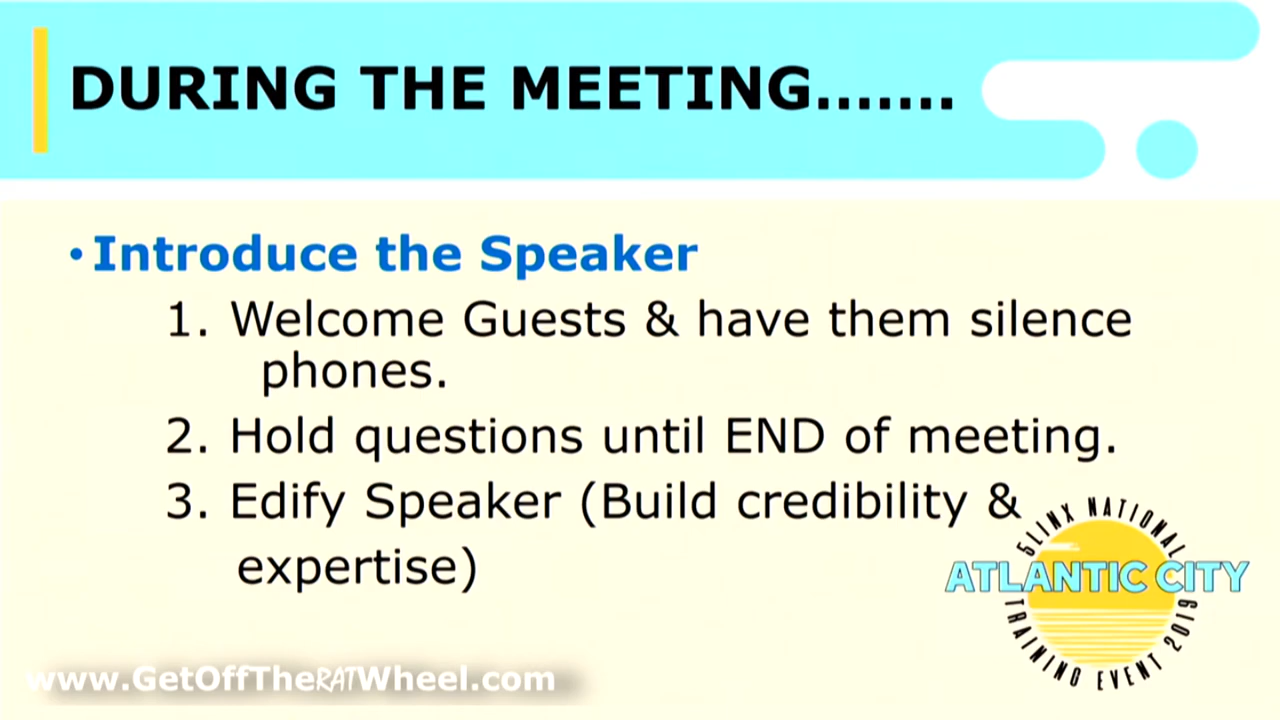 DURING THE MEETING.......
• Introduce the Speaker
1. Welcome Guests & have them silence
phones.
2. Hold questions until END of meeting.
3. Edify Speaker (Build credibility &
expertise)
5LINX NATIONAL
ATLANTIC CITY
TRAINING EVENT 2019
www.GetOffTheRATWheel.com